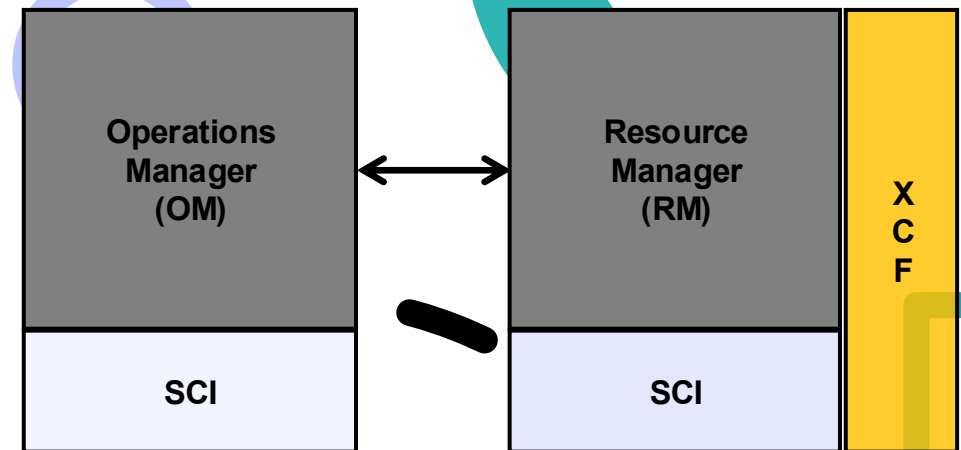 Operations
Manager
(OM)
Resource
Manager
(RM)
X
C
F
SCI
SCI